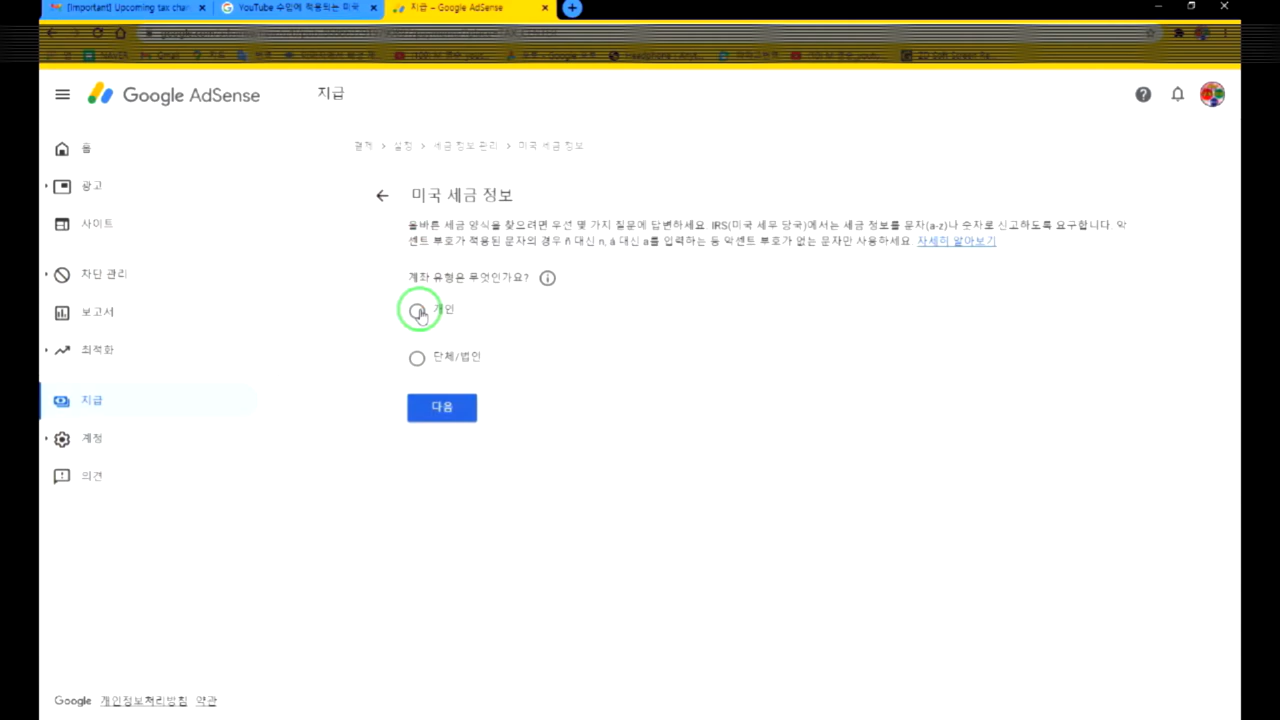 [Important] Upcoming tax chan
YouTube 수입에 적용되는 미국
지급 – Google AdSense
Google AdSense
지급
홈
광고
사이트
차단 관리
보고서
최적화
지급
계정
의견
결제 > 설정 > 세금 정보 관리 > 미국 세금 정보
미국 세금 정보
올바른 세금 양식을 찾으려면 우선 몇 가지 질문에 답변하세요. IRS(미국 세무 당국)에서는 세금 정보를 문자(a-z)나 숫자로 신고하도록 요구합니다. 악
센트 부호가 적용된 문자의 경우 ñ 대신 n, á 대신 a를 입력하는 등 악센트 부호가 없는 문자만 사용하세요. 자세히 알아보기
계좌 유형은 무엇인가요?
개인
단체/법인
다음
Google 개인정보처리방침 약관